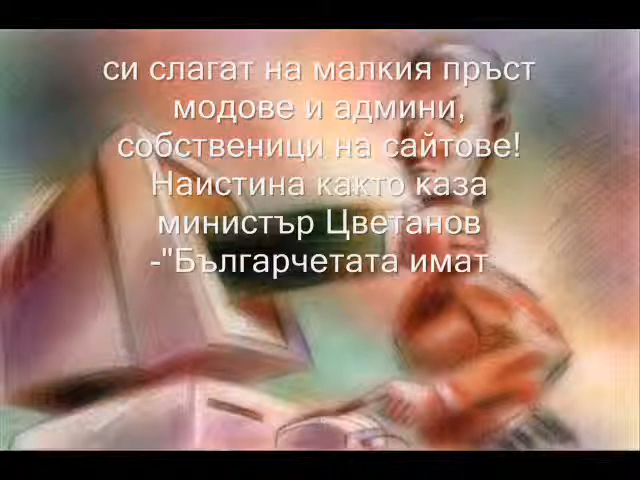 си слагат на малкия пръст
модове и админи,
собственици на сайтове!
Наистина както каза
министър Цветанов
-"Българчетата имат